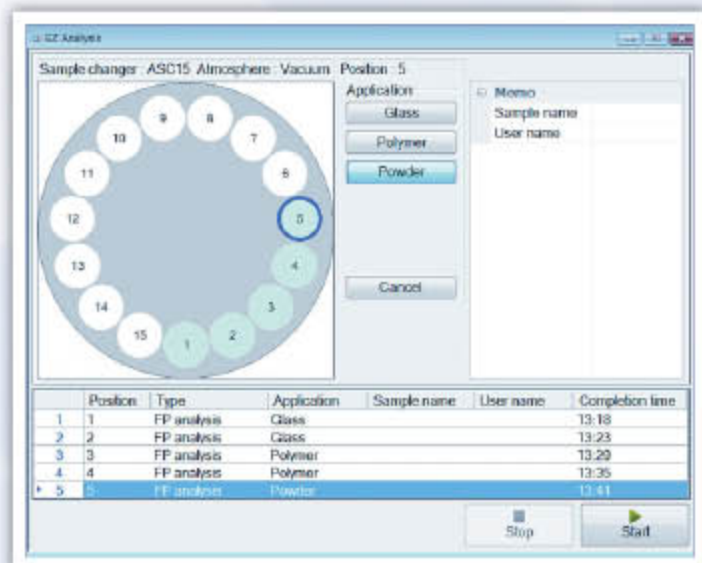 EZ Analysis
Sample changer : ASC15 Atmosphere : Vacuum Position : 5
Application
Glass
Polymer
Powder
Cancel
Memo
Sample name
User name
9
8
10
7
11
6
12
5
13
4
14
3
15
1
2
Position Type Application Sample name User name Completion time
1 1 FP analysis Glass 13:18
2 2 FP analysis Glass 13:23
3 3 FP analysis Polymer 13:29
4 4 FP analysis Polymer 13:35
5 5 FP analysis Powder 13:41
Stop
Start